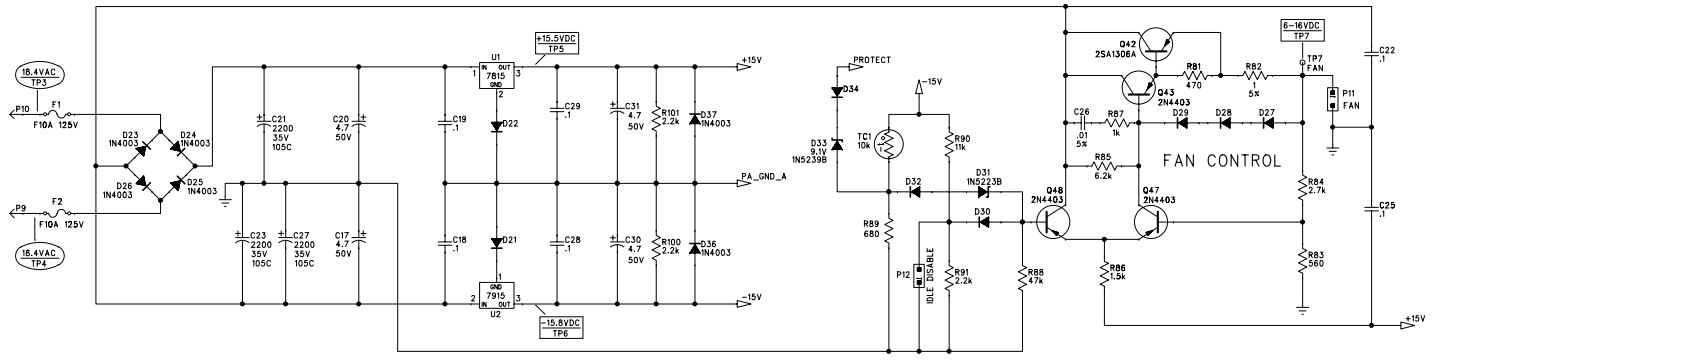 18.4VAC
TP3
P10
F1
F10A 125V
D23
1N4003
D24
1N4003
D26
1N4003
D25
1N4003
P9
F2
F10A 125V
18.4VAC
TP4
C21
2200
35V
105C
C20
4.7
50V
C23
2200
35V
105C
C27
2200
35V
105C
C17
4.7
50V
C19
.1
C18
.1
U1
IN OUT
7815
GND
1
3
2
D22
D21
1
GND
7915
IN OUT
2
3
U2
+15.5VDC
TP5
-15.8VDC
TP6
C29
.1
C28
.1
C31
4.7
50V
C30
4.7
50V
R101
2.2k
R100
2.2k
D37
1N4003
D36
1N4003
+15V
PA_GND_A
-15V
PROTECT
D34
D33
9.1V
1N5239B
TC1
10k
-15V
R90
11k
D32
D31
1N5223B
D30
R89
680
P12
IDLE DISABLE
R91
2.2k
R88
47k
Q48
2N4403
Q47
2N4403
R86
1.5k
R85
6.2k
C26
.01
5%
R87
1k
Q42
2SA1306A
Q43
2N4403
R81
470
R82
1
5%
D29
D28
D27
FAN CONTROL
6-16VDC
TP7
TP7
FAN
P11
FAN
R84
2.7k
R83
560
C22
.1
C25
.1
+15V